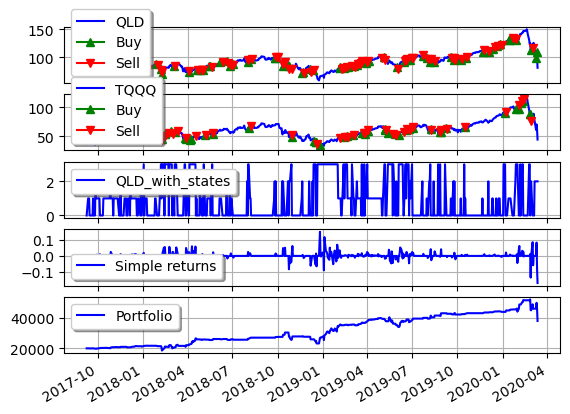 150
100
QLD
Buy
Sell
100
50
TQQQ
Buy
Sell
2
0
QLD_with_states
0.1
0.0
−0.1
Simple returns
40000
20000
Portfolio
2017-10 2018-01 2018-04 2018-07 2018-10 2019-01 2019-04 2019-07 2019-10 2020-01 2020-04